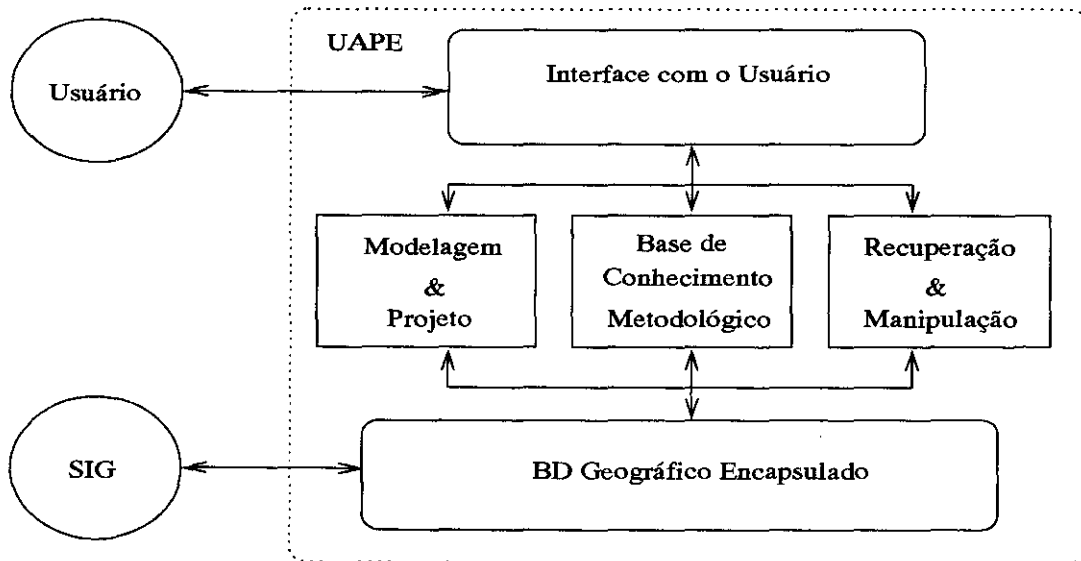 UAPE
Usuário
Interface com o Usuário
Modelagem
&
Projeto
Base de
Conhecimento
Metodológico
Recuperação
&
Manipulação
SIG
BD Geográfico Encapsulado